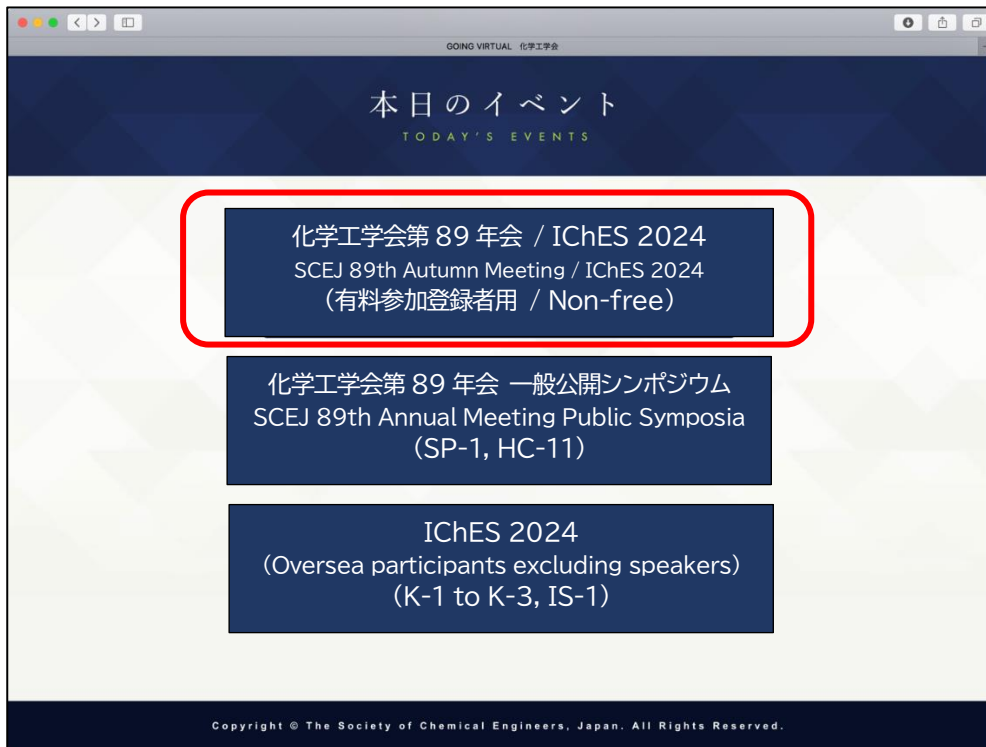 GOING VIRTUAL 化学工学会
本日のイベント
TODAY'S EVENTS
化学工学会第 89 年会 / IChES 2024
SCEJ 89th Autumn Meeting / IChES 2024
(有料参加登録者用 / Non-free)
化学工学会第 89 年会 一般公開シンポジウム
SCEJ 89th Annual Meeting Public Symposia
(SP-1, HC-11)
IChES 2024
(Oversea participants excluding speakers)
(K-1 to K-3, IS-1)
Copyright © The Society of Chemical Engineers, Japan. All Rights Reserved.